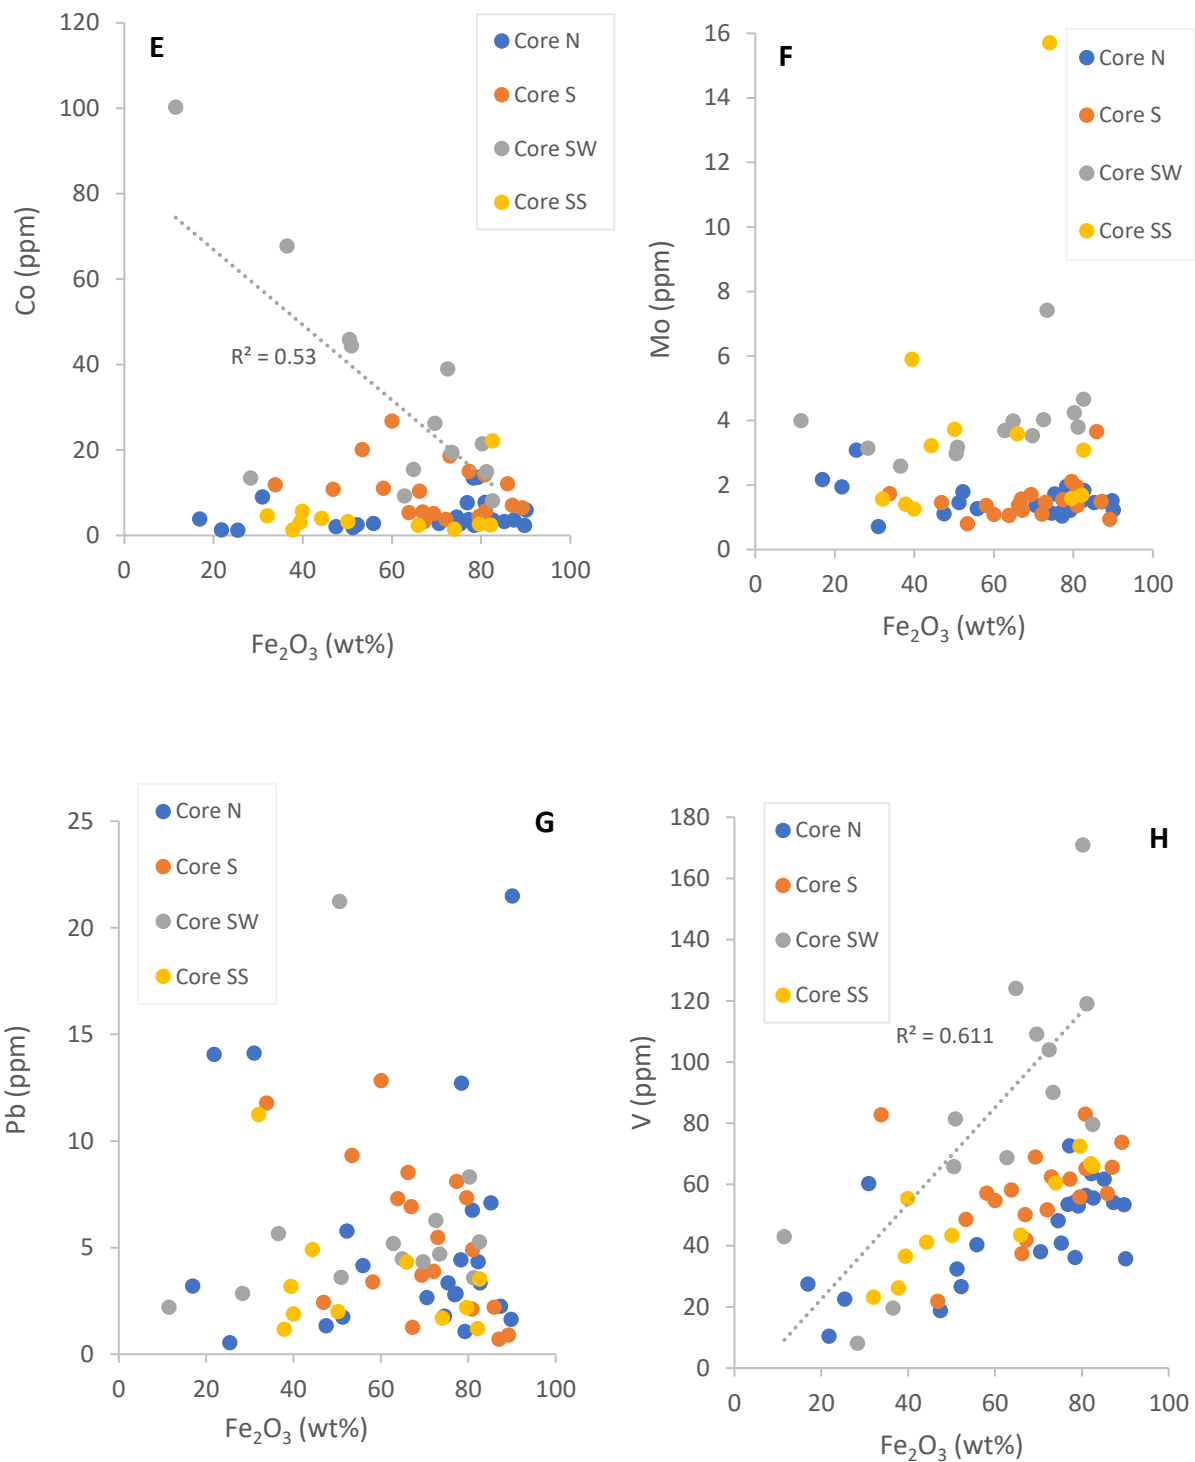 E
Core N
Core S
Core SW
Core SS
120
100
80
60
40
20
0
R² = 0.53
0 20 40 60 80 100
Co (ppm)
Fe₂O₃ (wt%)
F
Core N
Core S
Core SW
Core SS
16
14
12
10
8
6
4
2
0
0 20 40 60 80 100
Mo (ppm)
Fe₂O₃ (wt%)
G
Core N
Core S
Core SW
Core SS
25
20
15
10
5
0
0 20 40 60 80 100
Pb (ppm)
Fe₂O₃ (wt%)
H
Core N
Core S
Core SW
Core SS
180
160
140
120
100
80
60
40
20
0
R² = 0.611
0 20 40 60 80 100
V (ppm)
Fe₂O₃ (wt%)